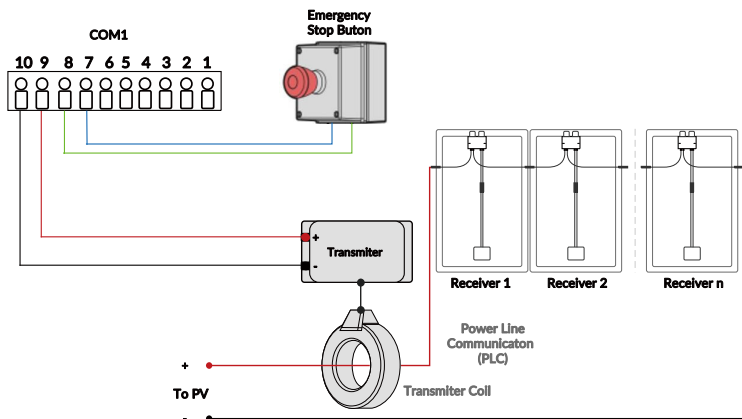 Emergency
Stop Buton
COM1
10 9 8 7 6 5 4 3 2 1
+
Transmiter
-
Receiver 1
Receiver 2
Receiver n
Power Line
Communicaton
(PLC)
+
To PV
Transmiter Coil
-